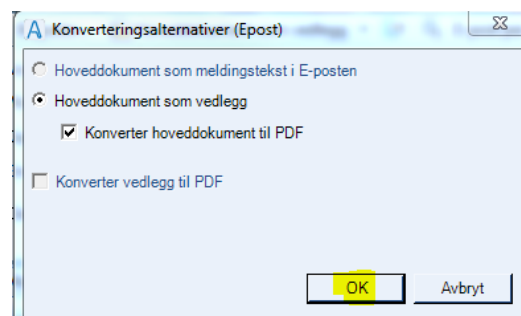 Konverteringsalternativer (Epost)
Hoveddokument som meldingstekst i E-posten
Hoveddokument som vedlegg
Konverter hoveddokument til PDF
Konverter vedlegg til PDF
OK Avbryt